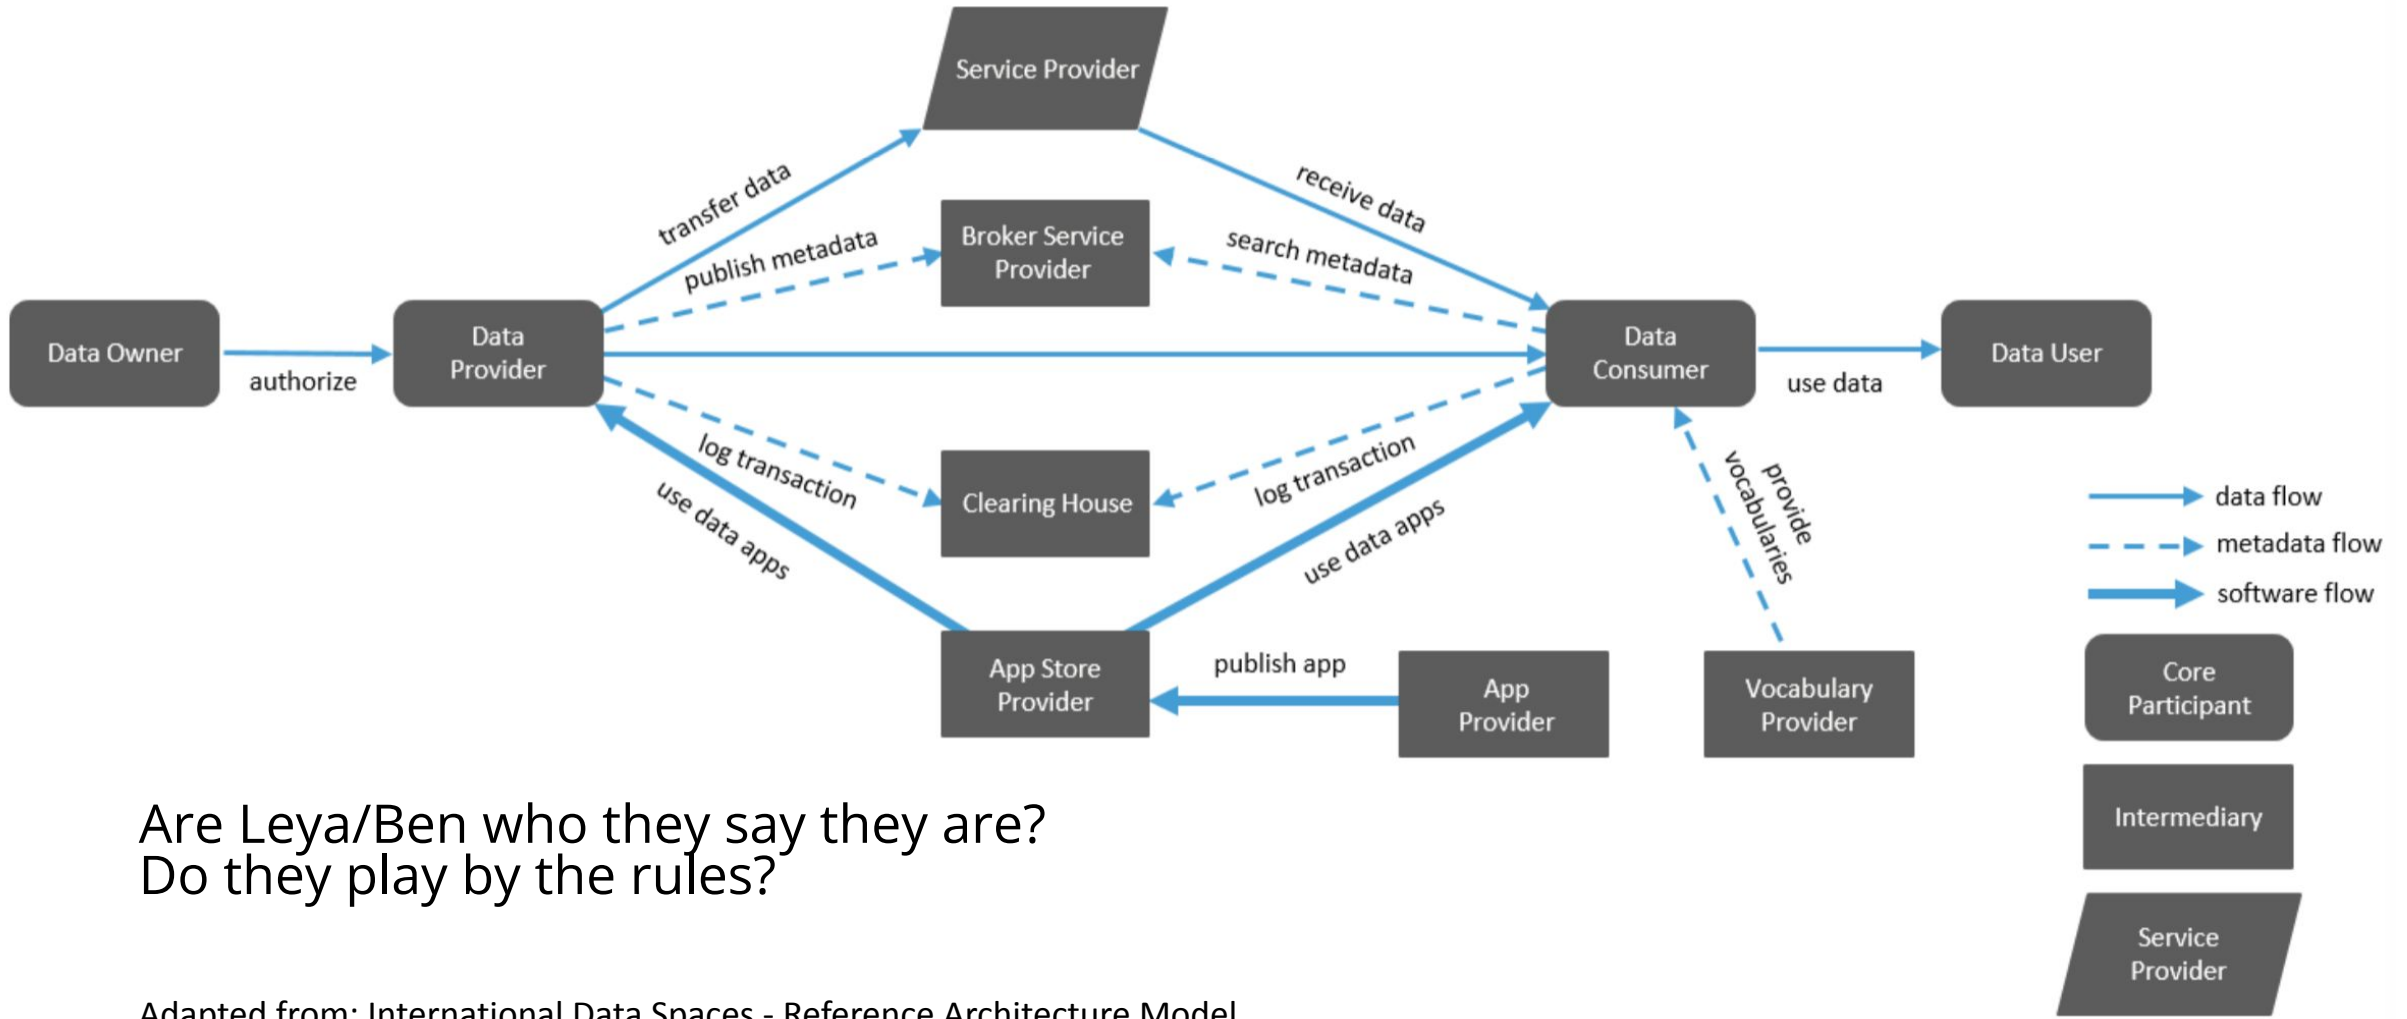 Service Provider
transfer data
receive data
publish metadata
Broker Service
Provider
search metadata
Data Owner
authorize
Data
Provider
Data
Consumer
use data
Data User
log transaction
use data apps
Clearing House
log transaction
use data apps
provide
vocabularies
data flow
metadata flow
software flow
App Store
Provider
publish app
App
Provider
Vocabulary
Provider
Core
Participant
Intermediary
Service
Provider
Are Leya/Ben who they say they are?
Do they play by the rules?
Adapted from: International Data Spaces - Reference Architecture Model